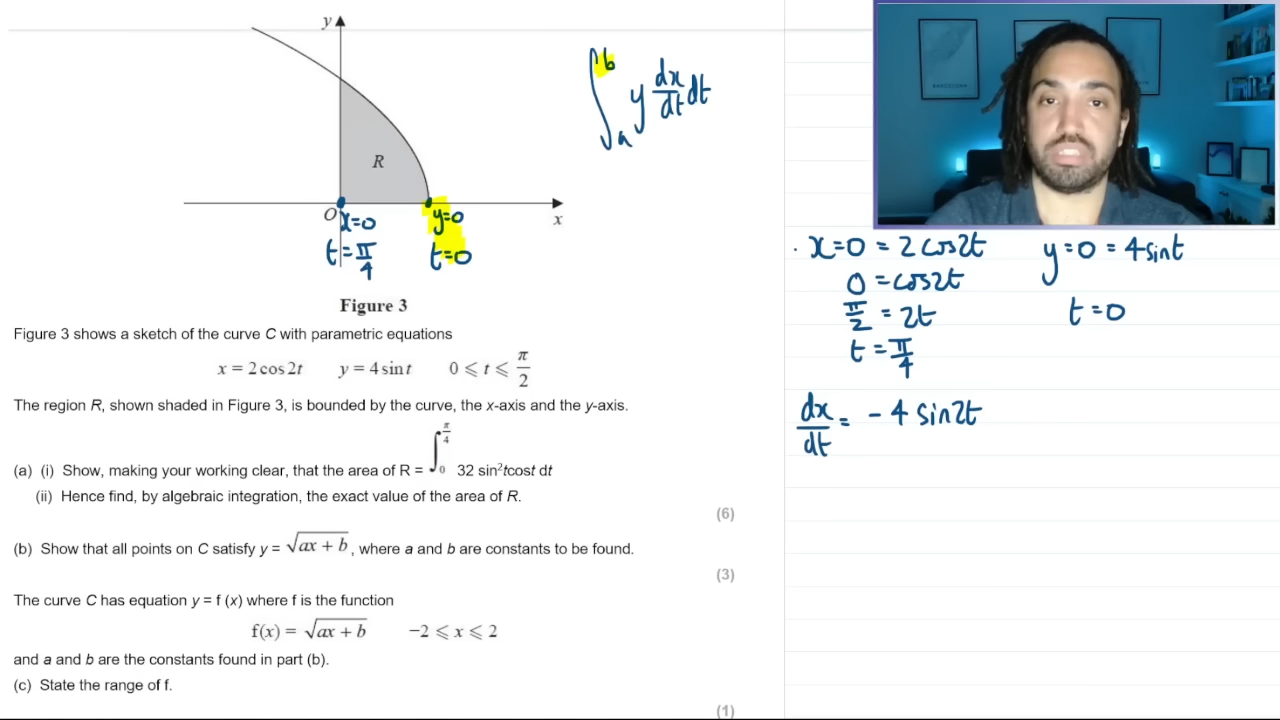 y
R
O
x
x=0
t=π/4
y=0
t=0
∫_a^b y dx/dt dt
Figure 3
Figure 3 shows a sketch of the curve C with parametric equations
x = 2 cos 2t y = 4 sin t 0 ⩽ t ⩽ π/2
The region R, shown shaded in Figure 3, is bounded by the curve, the x-axis and the y-axis.
(a) (i) Show, making your working clear, that the area of R = ∫_0^{π/4} 32 sin²tcost dt
(ii) Hence find, by algebraic integration, the exact value of the area of R.
(6)
(b) Show that all points on C satisfy y = √(ax + b), where a and b are constants to be found.
(3)
The curve C has equation y = f (x) where f is the function
f(x) = √(ax + b) −2 ⩽ x ⩽ 2
and a and b are the constants found in part (b).
(c) State the range of f.
(1)
BARCELONA
x=0 = 2cos2t
0 = cos2t
π/2 = 2t
t = π/4
y=0 = 4sint
t=0
dx/dt = -4 sin2t